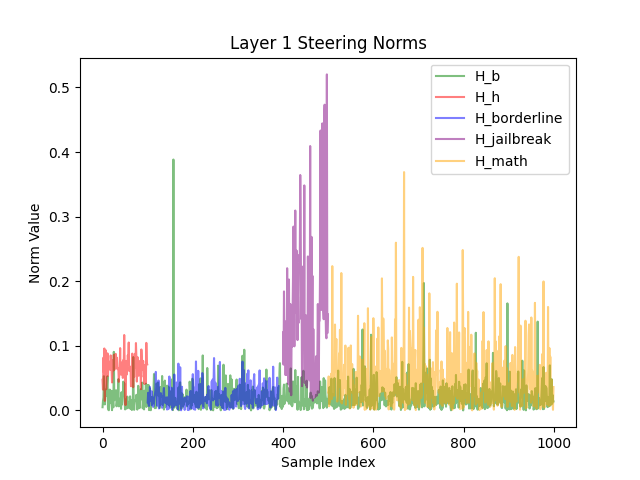 Layer 1 Steering Norms
Norm Value
0.5
0.4
0.3
0.2
0.1
0.0
H_b
H_h
H_borderline
H_jailbreak
H_math
0 200 400 600 800 1000
Sample Index